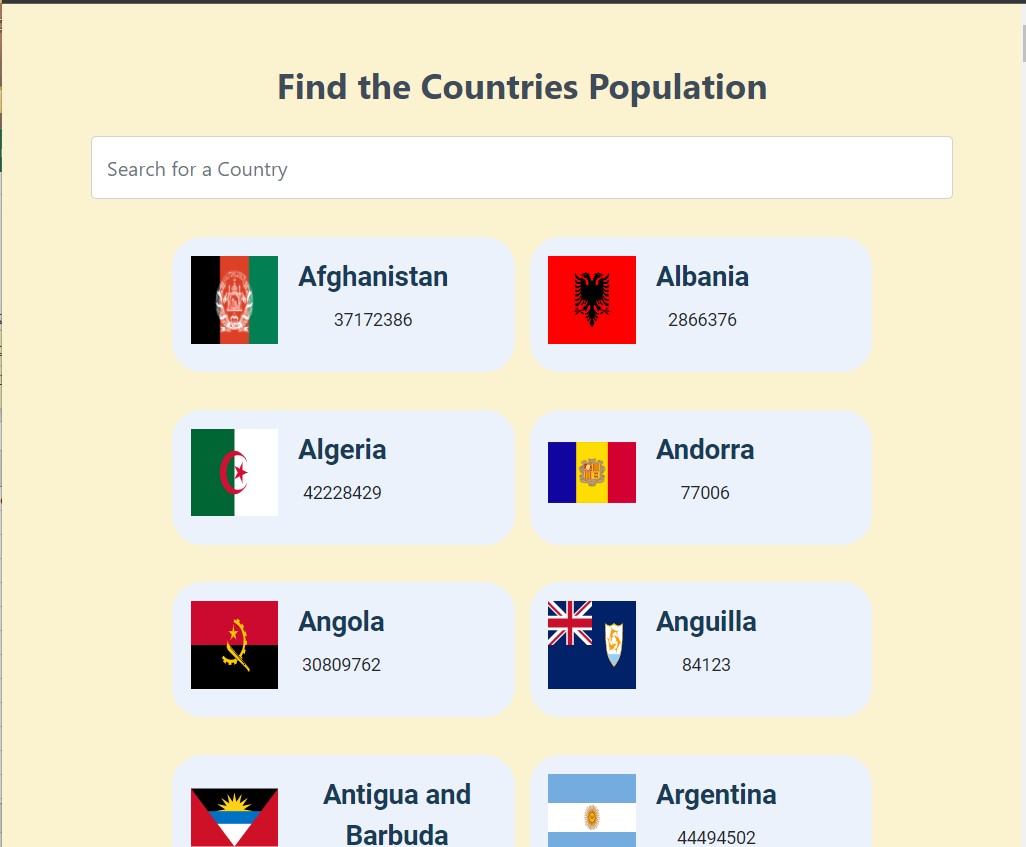 Find the Countries Population
Search for a Country
Afghanistan
37172386
Albania
2866376
Algeria
42228429
Andorra
77006
Angola
30809762
Anguilla
84123
Antigua and
Barbuda
Argentina
44494502